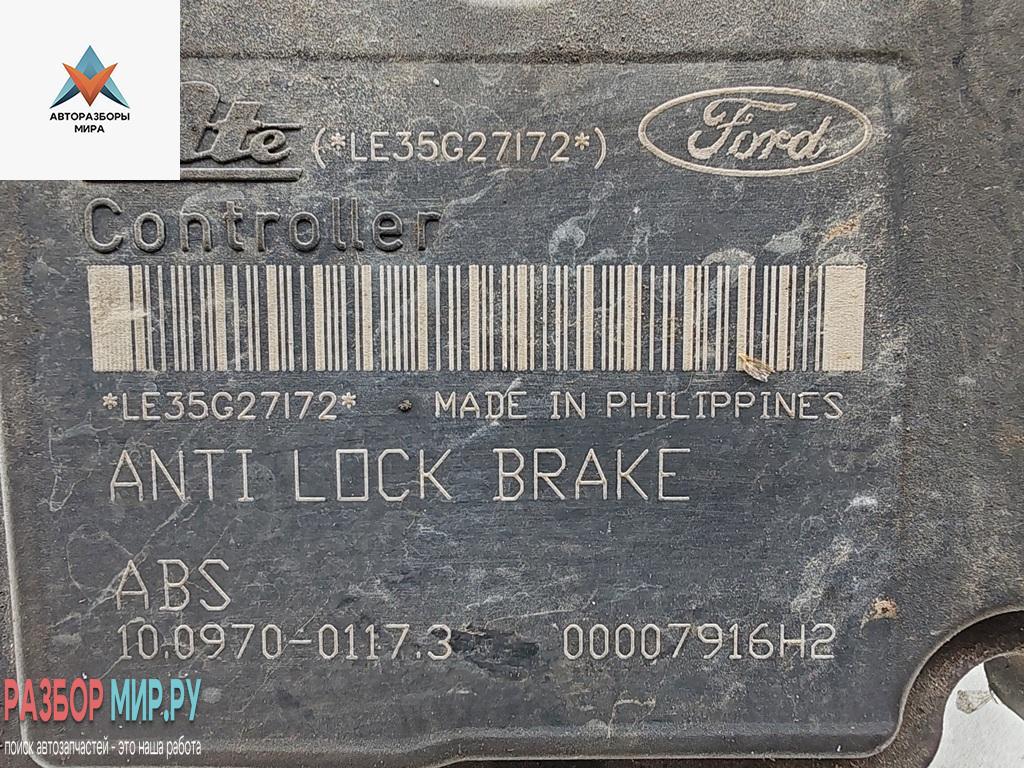 АВТОРАЗБОРЫ
МИРА
(*LE35G27172*)
Ford
Controller
*LE35G27172* MADE IN PHILIPPINES
ANTI LOCK BRAKE
ABS
10.0970-0117.3 00007916H2
РАЗБОР МИР.РУ
поиск автозапчастей - это наша работа